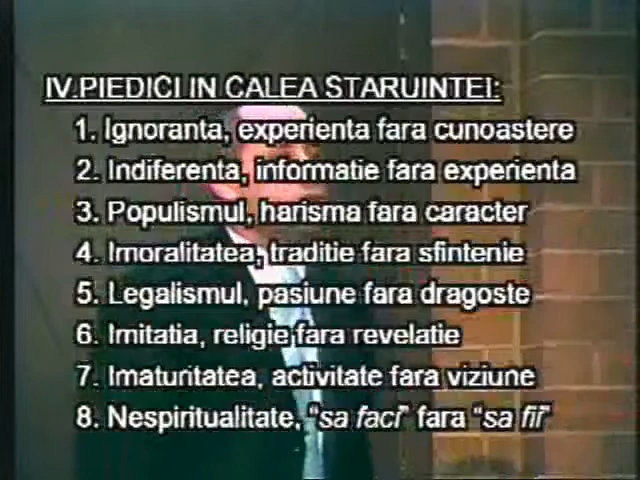 IV.PIEDICI IN CALEA STARUINTEI:
1. Ignoranta, experienta fara cunoastere
2. Indiferenta, informatie fara experienta
3. Populismul, harisma fara caracter
4. Imoralitatea, traditie fara sfintenie
5. Legalismul, pasiune fara dragoste
6. Imitatia, religie fara revelatie
7. Imaturitatea, activitate fara viziune
8. Nespiritualitate, “sa faci” fara “sa fii”